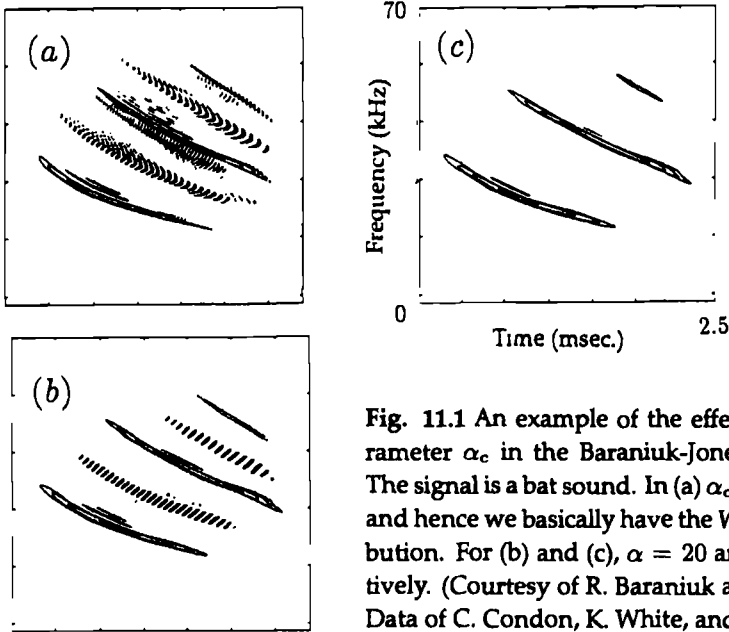 (a)
70
(c)
Frequency (kHz)
0
Time (msec.)
2.5
(b)
Fig. 11.1 An example of the effe
rameter αc in the Baraniuk-Jone
The signal is a bat sound. In (a) αc
and hence we basically have the W
bution. For (b) and (c), α = 20 a
tively. (Courtesy of R. Baraniuk a
Data of C. Condon, K. White, and